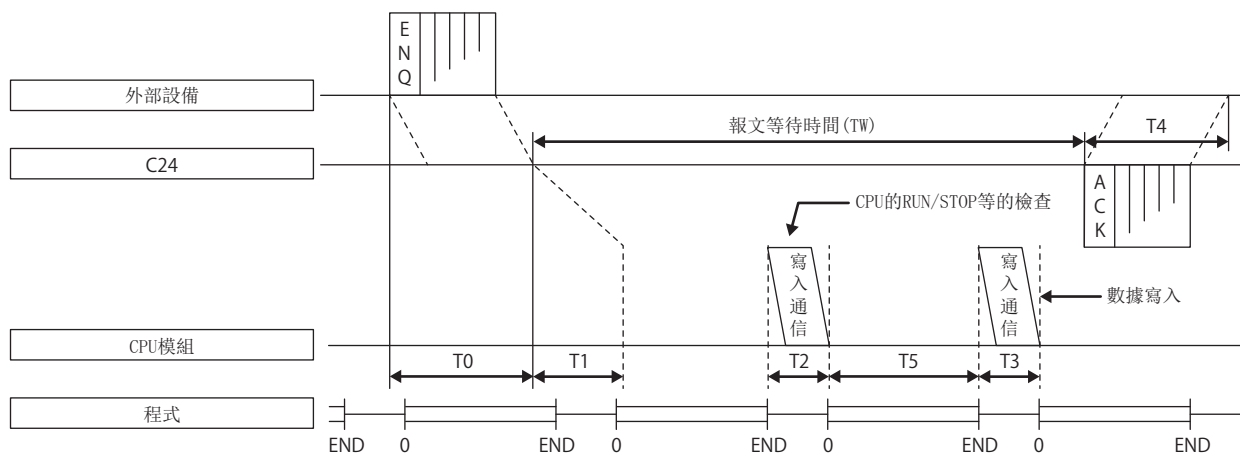 E
N
Q
外部設備
報文等待時間(TW)
T4
C24
A
C
K
CPU的RUN/STOP等的檢查
寫
入
通
信
寫
入
通
信
數據寫入
CPU模組
T0
T1
T2
T5
T3
程式
END
0
END
0
END
0
END
0
END